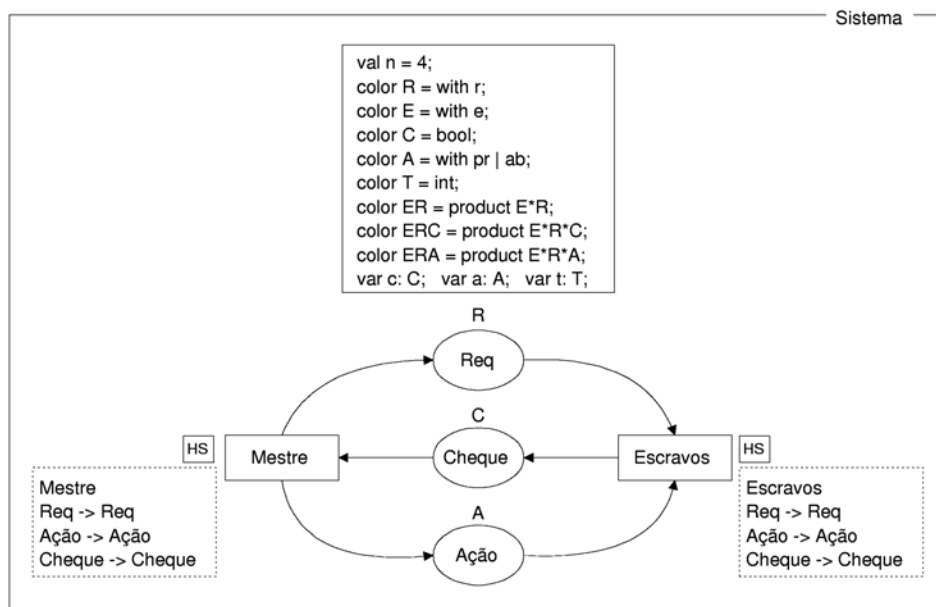 Sistema
val n = 4;
color R = with r;
color E = with e;
color C = bool;
color A = with pr | ab;
color T = int;
color ER = product E*R;
color ERC = product E*R*C;
color ERA = product E*R*A;
var c: C; var a: A; var t: T;
R
Req
C
HS
Mestre
Cheque
Escravos
HS
Mestre
Req -> Req
Ação -> Ação
Cheque -> Cheque
A
Ação
Escravos
Req -> Req
Ação -> Ação
Cheque -> Cheque